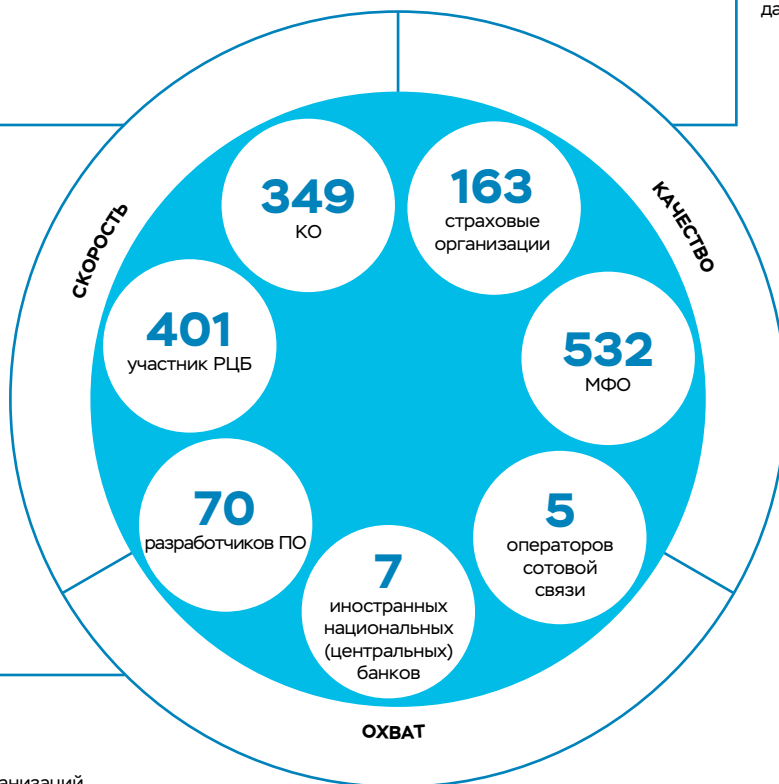 да
СКОРОСТЬ
КАЧЕСТВО
349
КО
163
страховые
организации
401
участник РЦБ
532
МФО
70
разработчиков ПО
5
операторов
сотовой
связи
7
иностранных
национальных
(центральных)
банков
ОХВАТ